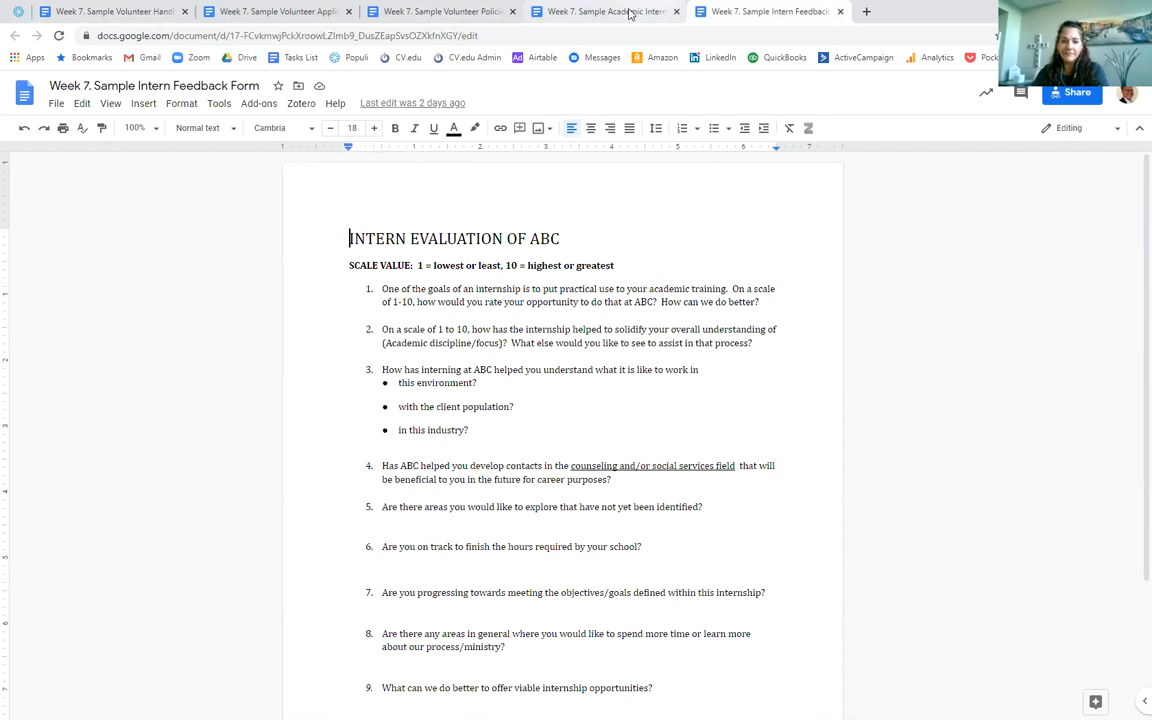 Week 7. Sample Volunteer Hand
Week 7. Sample Volunteer Applic
Week 7. Sample Volunteer Policie
Week 7. Sample Academic Intern
Week 7. Sample Intern Feedback
docs.google.com/document/d/17-FCvkmwjPckXroowLZImb9_DusZEapSvsOZXkfnXGY/edit
Apps Bookmarks Gmail Zoom Drive Tasks List Populi CV.edu CV.edu Admin Airtable Messages Amazon LinkedIn QuickBooks ActiveCampaign Analytics Pock
Week 7. Sample Intern Feedback Form
Share
File Edit View Insert Format Tools Add-ons Zotero Help Last edit was 2 days ago
100% Normal text Cambria 18 B I U A Z Editing
1 1 2 3 4 5 6 7
INTERN EVALUATION OF ABC
SCALE VALUE: 1 = lowest or least, 10 = highest or greatest
1. One of the goals of an internship is to put practical use to your academic training. On a scale
of 1-10, how would you rate your opportunity to do that at ABC? How can we do better?
2. On a scale of 1 to 10, how has the internship helped to solidify your overall understanding of
(Academic discipline/focus)? What else would you like to see to assist in that process?
3. How has interning at ABC helped you understand what it is like to work in
● this environment?
● with the client population?
● in this industry?
4. Has ABC helped you develop contacts in the counseling and/or social services field that will
be beneficial to you in the future for career purposes?
5. Are there areas you would like to explore that have not yet been identified?
6. Are you on track to finish the hours required by your school?
7. Are you progressing towards meeting the objectives/goals defined within this internship?
8. Are there any areas in general where you would like to spend more time or learn more
about our process/ministry?
9. What can we do better to offer viable internship opportunities?